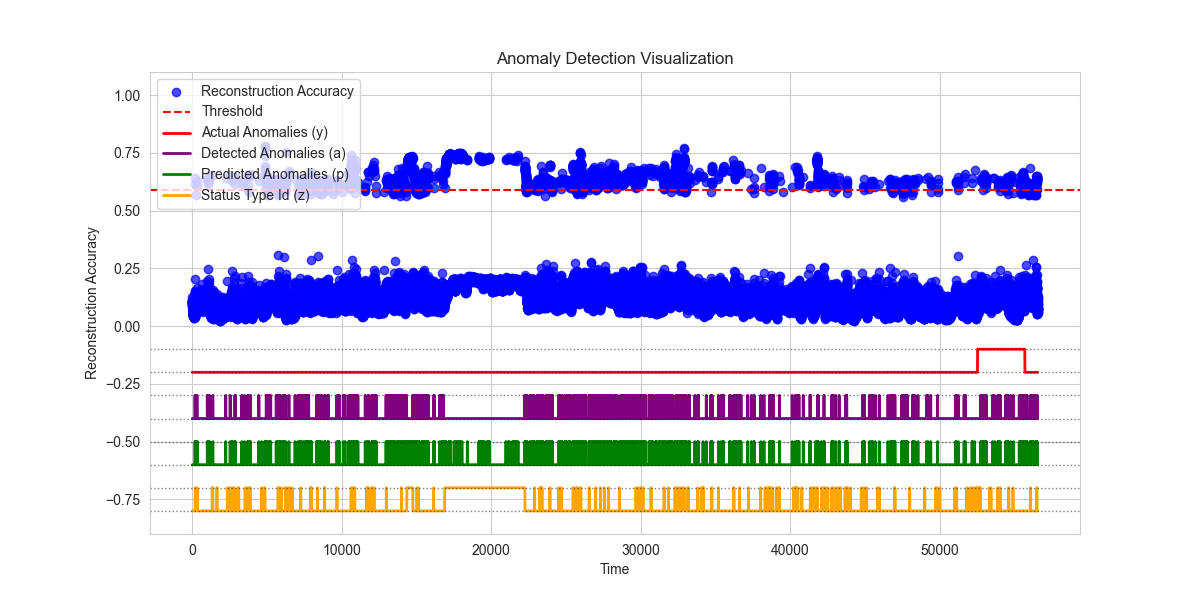 Anomaly Detection Visualization
Reconstruction Accuracy
Threshold
Actual Anomalies (y)
Detected Anomalies (a)
Predicted Anomalies (p)
Status Type Id (z)
1.00
0.75
0.50
0.25
0.00
−0.25
−0.50
−0.75
Reconstruction Accuracy
0 10000 20000 30000 40000 50000
Time